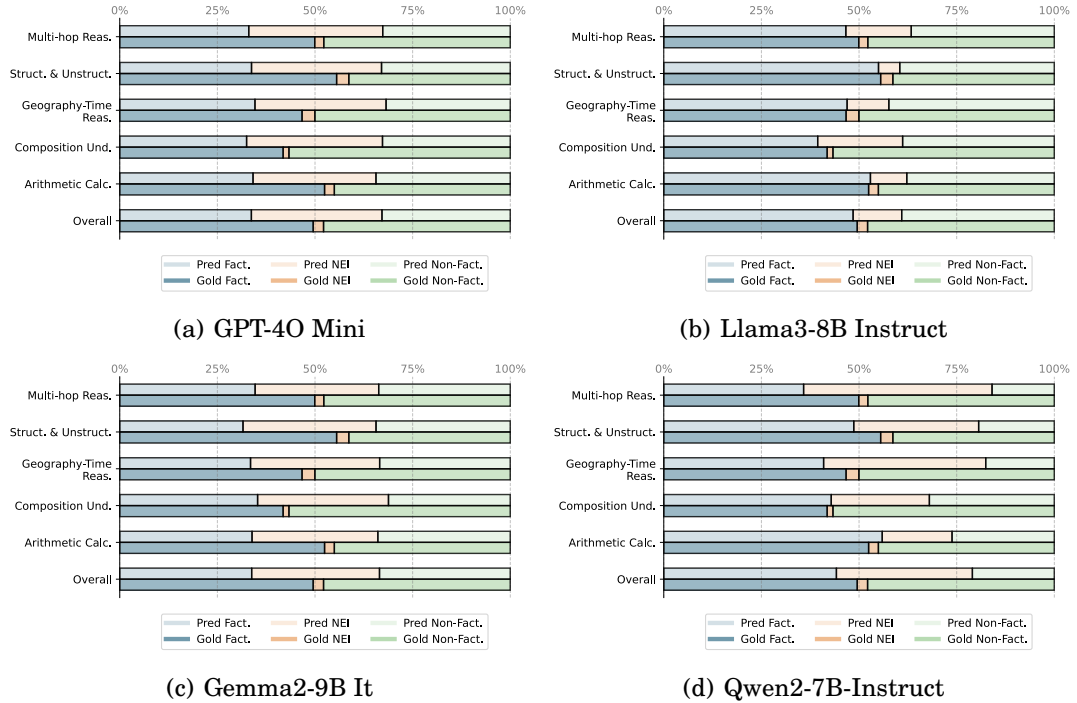 0% 25% 50% 75% 100%
Multi-hop Reas.
Struct. & Unstruct.
Geography-Time
Reas.
Composition Und.
Arithmetic Calc.
Overall
Pred Fact. Pred NEI Pred Non-Fact.
Gold Fact. Gold NEI Gold Non-Fact.
(a) GPT-4O Mini
0% 25% 50% 75% 100%
Multi-hop Reas.
Struct. & Unstruct.
Geography-Time
Reas.
Composition Und.
Arithmetic Calc.
Overall
Pred Fact. Pred NEI Pred Non-Fact.
Gold Fact. Gold NEI Gold Non-Fact.
(b) Llama3-8B Instruct
0% 25% 50% 75% 100%
Multi-hop Reas.
Struct. & Unstruct.
Geography-Time
Reas.
Composition Und.
Arithmetic Calc.
Overall
Pred Fact. Pred NEI Pred Non-Fact.
Gold Fact. Gold NEI Gold Non-Fact.
(c) Gemma2-9B It
0% 25% 50% 75% 100%
Multi-hop Reas.
Struct. & Unstruct.
Geography-Time
Reas.
Composition Und.
Arithmetic Calc.
Overall
Pred Fact. Pred NEI Pred Non-Fact.
Gold Fact. Gold NEI Gold Non-Fact.
(d) Qwen2-7B-Instruct